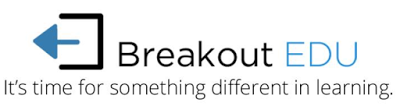 Breakout EDU
It's time for something different in learning.